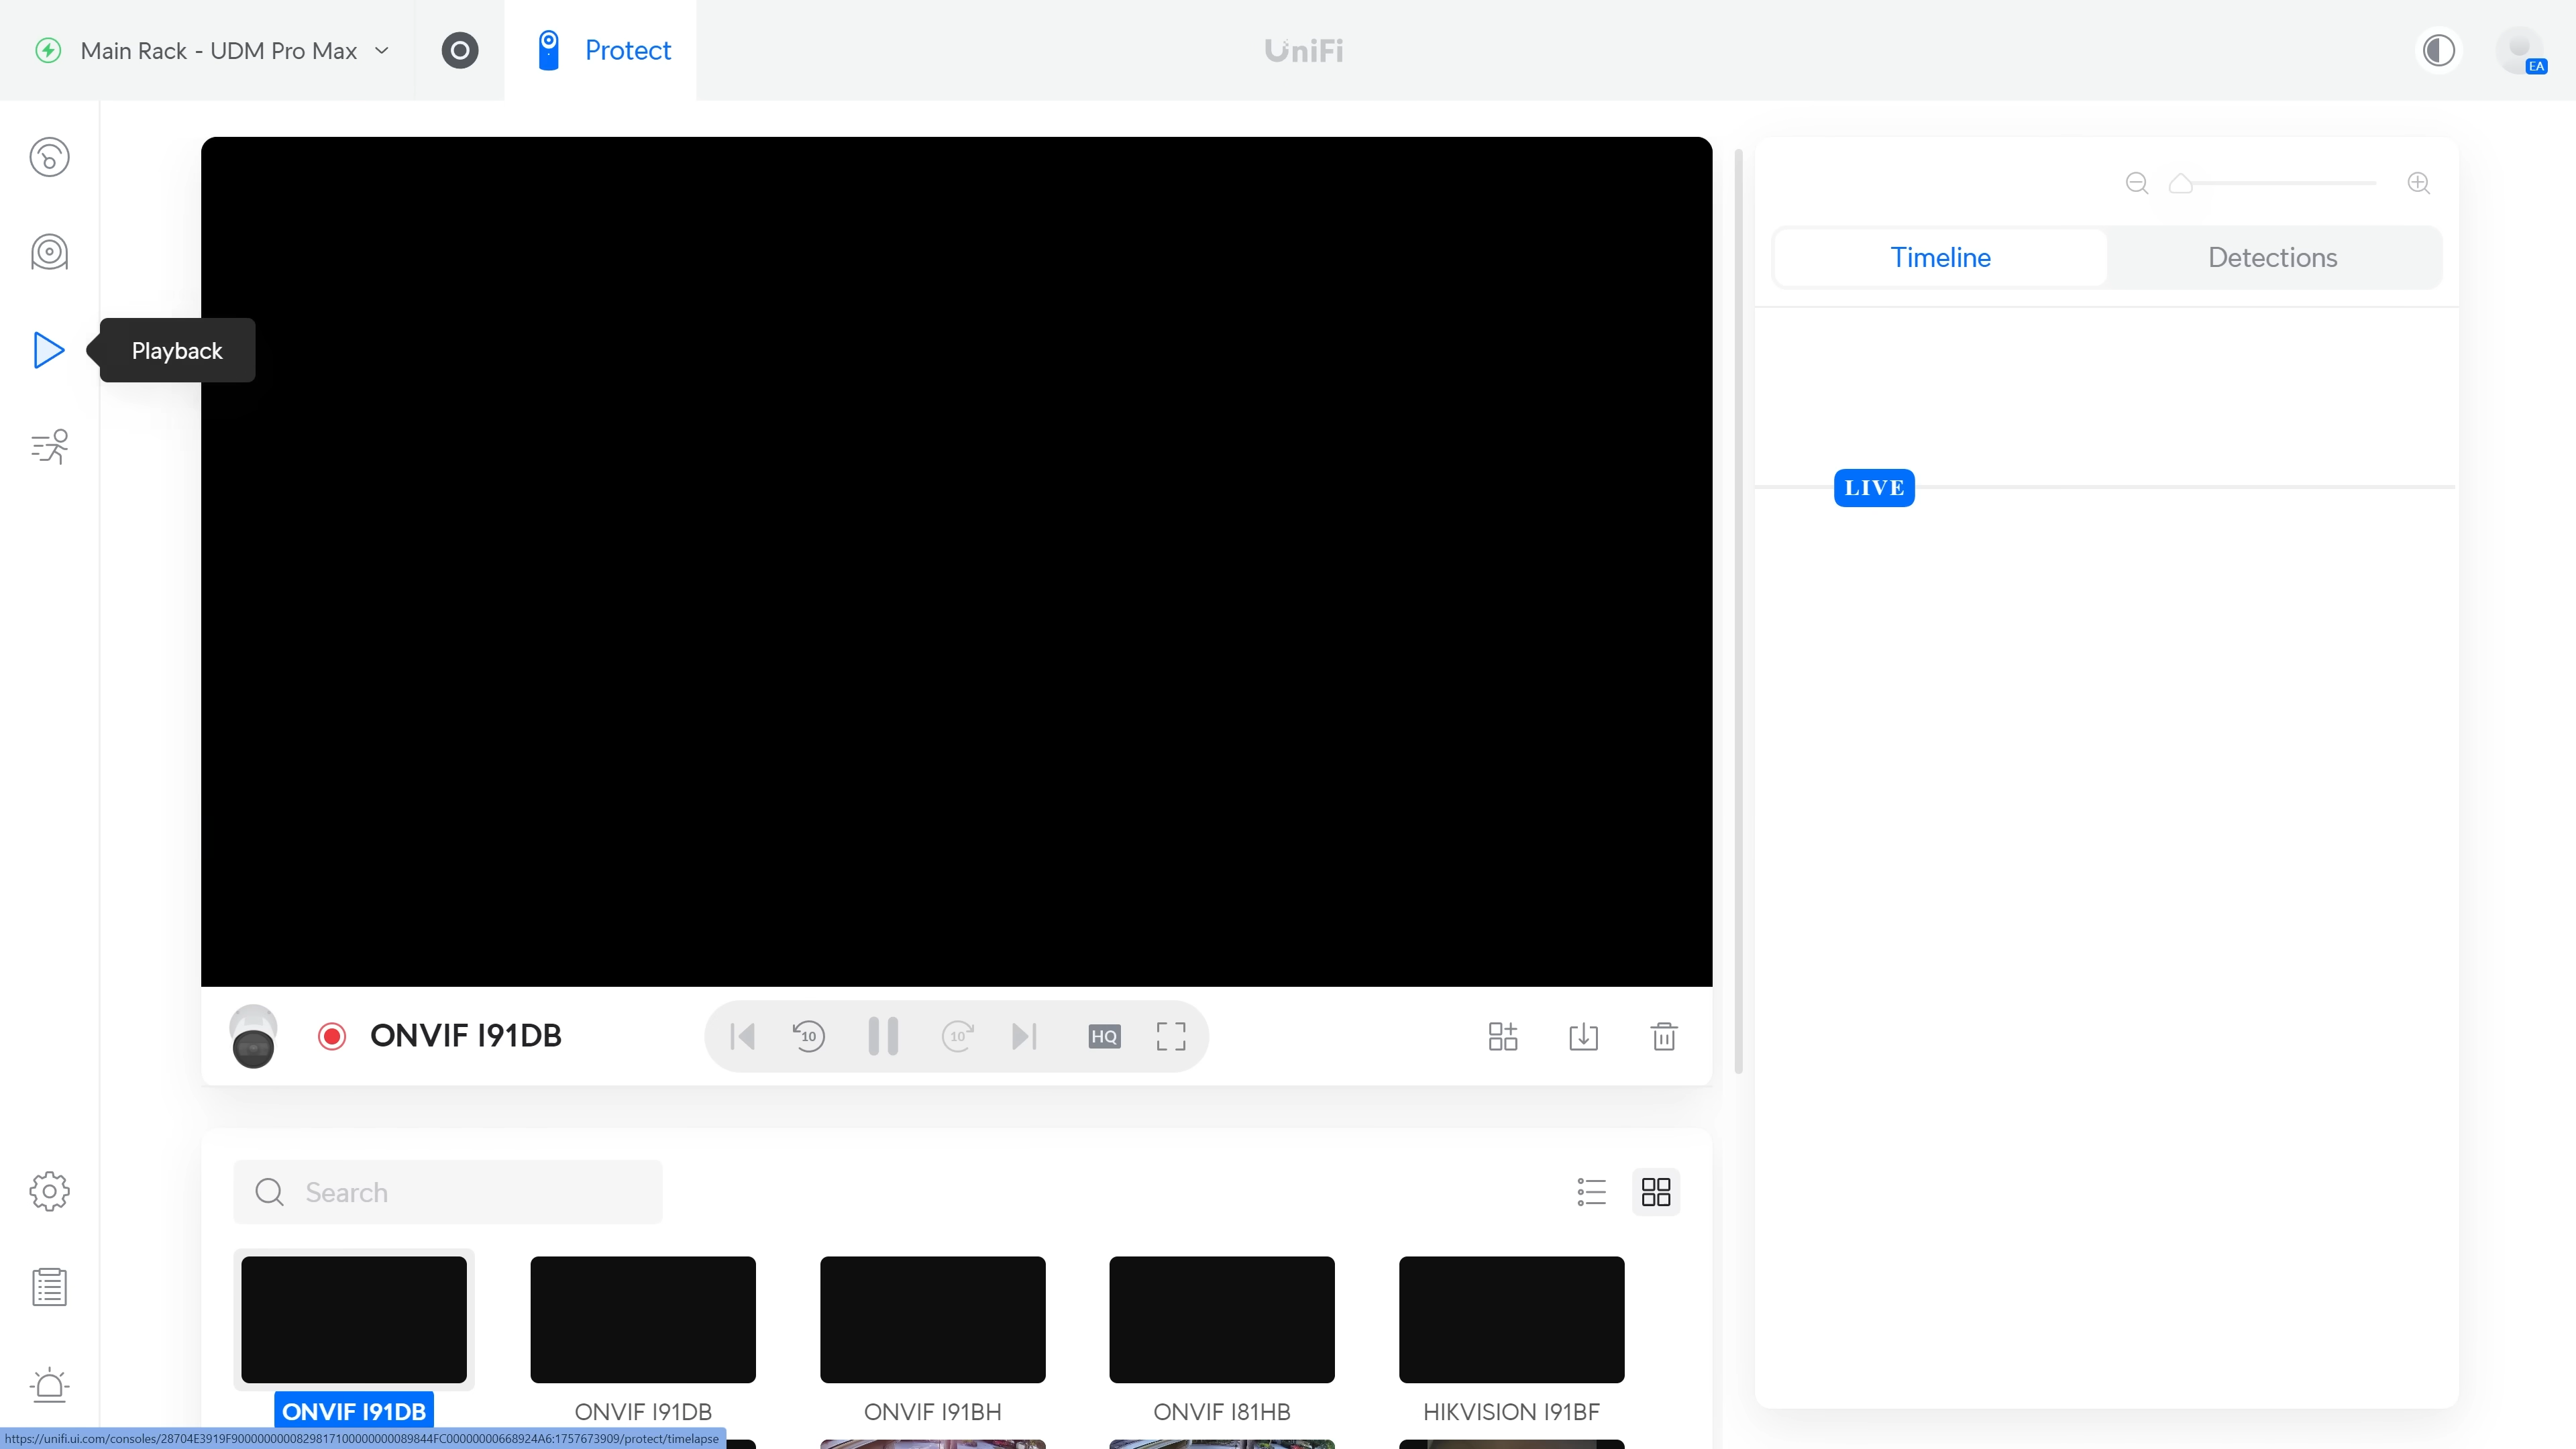 Main Rack - UDM Pro Max
Protect
UniFi
EA
Playback
Timeline
Detections
LIVE
ONVIF I91DB
10
10
HQ
Search
ONVIF I91DB
ONVIF I91DB
ONVIF I91BH
ONVIF I81HB
HIKVISION I91BF
https://unifi.ui.com/consoles/28704E3919F900000000082981710000000089844FC00000000668924A6:1757673909/protect/timelapse